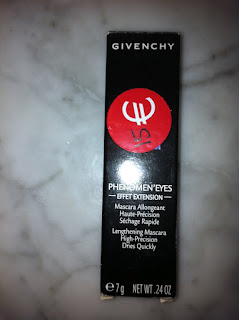 GIVENCHY
PHENOMEN'EYES
EFFET EXTENSION
Mascara Allongeant
Haute-Précision
Séchage Rapide
Lengthening Mascara
High-Precision
Dries Quickly
e 7g NET WT. .24 OZ